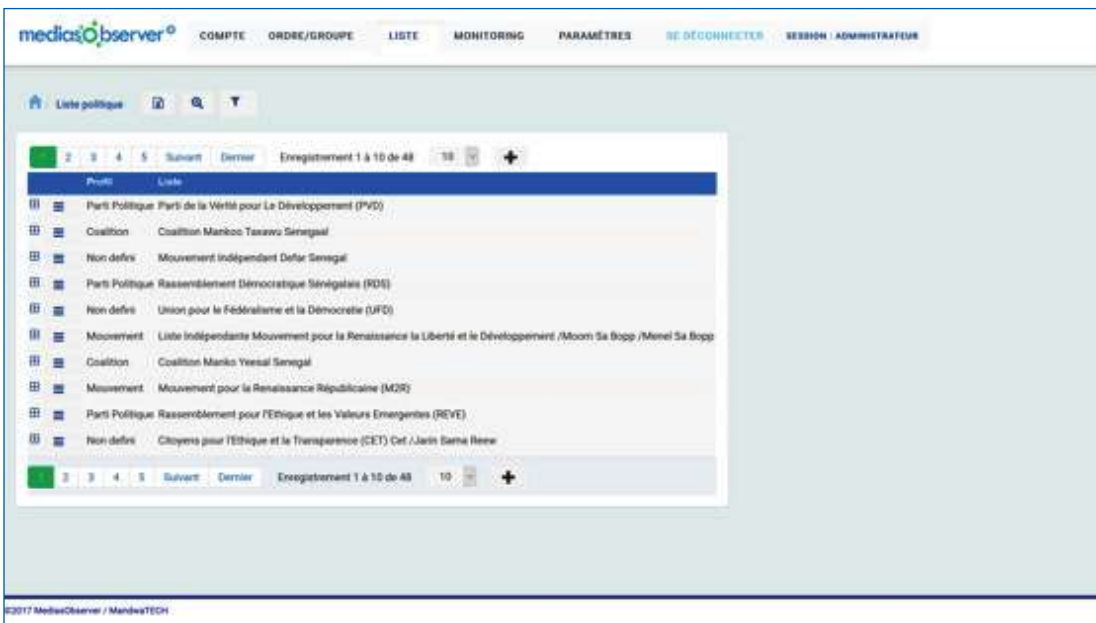 mediasObserver COMPTE ORDRE/GROUPE LISTE MONITORING PARAMÈTRES SE DÉCONNECTER SESSION : ADMINISTRATEUR
Liste politique
1 2 3 4 5 Suivant Dernier Enregistrement 1 à 10 de 48 10
Profil Liste
Parti Politique Parti de la Vérité pour Le Développement (PVD)
Coalition Coalition Mankoo Taxawu Senegaal
Non defini Mouvement Indépendant Defar Senegal
Parti Politique Rassemblement Démocratique Sénégalais (RDS)
Non defini Union pour le Fédéralisme et la Démocratie (UFD)
Mouvement Liste Indépendante Mouvement pour la Renaissance la Liberté et le Développement /Moom Sa Bopp /Menel Sa Bopp
Coalition Coalition Manko Yeesal Senegal
Mouvement Mouvement pour la Renaissance Républicaine (M2R)
Parti Politique Rassemblement pour l'Ethique et les Valeurs Emergentes (REVE)
Non defini Citoyens pour l'Ethique et la Transparence (CET) Cet /Jarin Sama Reew
1 2 3 4 5 Suivant Dernier Enregistrement 1 à 10 de 48 10
©2017 MediasObserver / MandwaTECH